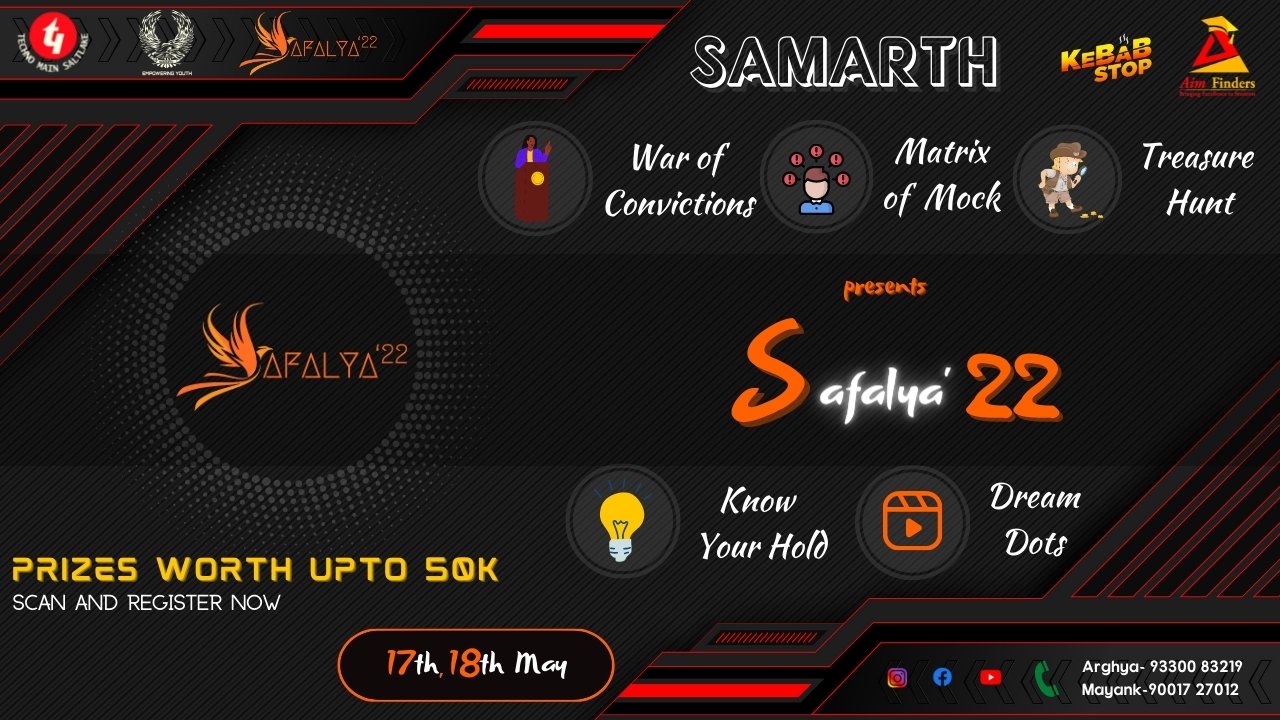 TECHNO MAIN SALTLAKE
EMPOWERING YOUTH
SAFALYA'22
SAMARTH
KEBAB
STOP
Aim Finders
War of
Convictions
Matrix
of Mock
Treasure
Hunt
presents
SAFALYA'22
Safalya' 22
Know
Your Hold
Dream
Dots
PRIZES WORTH UPTO 50K
SCAN AND REGISTER NOW
17th, 18th May
Arghya- 93300 83219
Mayank-90017 27012